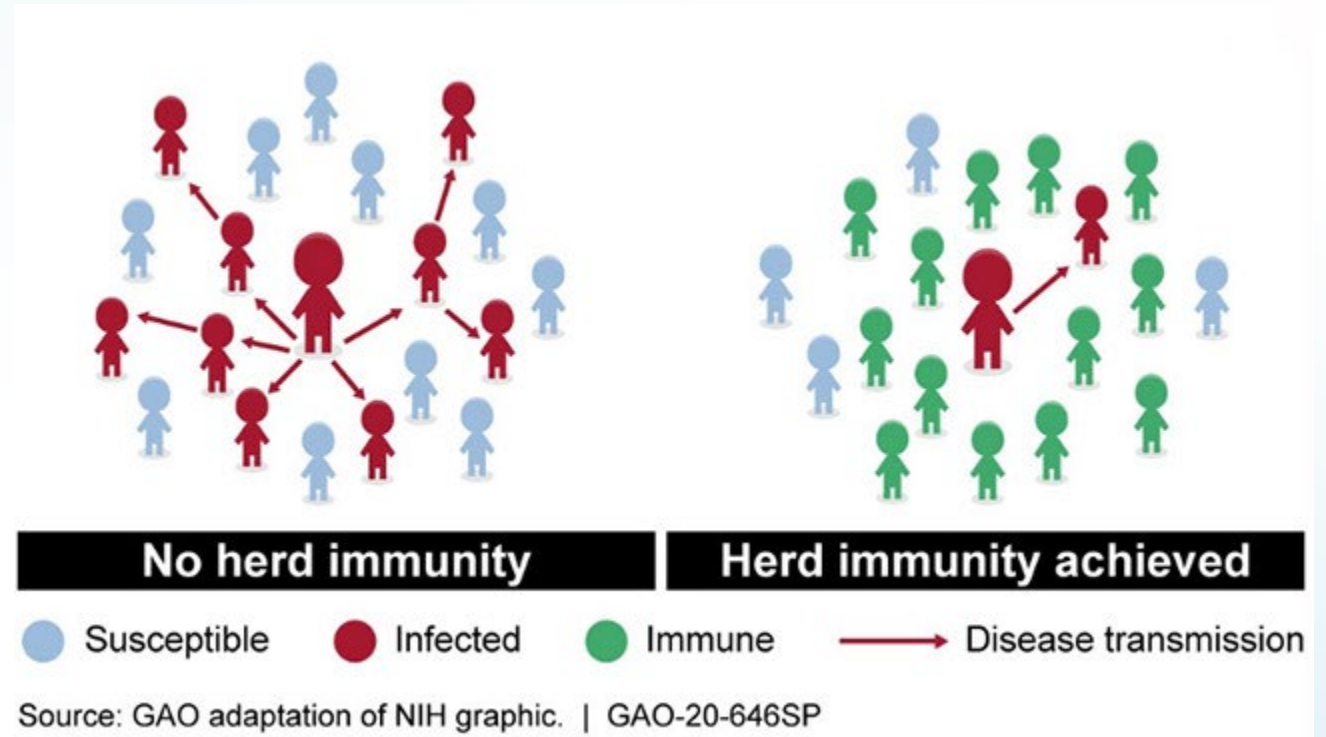 No herd immunity
Herd immunity achieved
Susceptible Infected Immune Disease transmission
Source: GAO adaptation of NIH graphic. | GAO-20-646SP